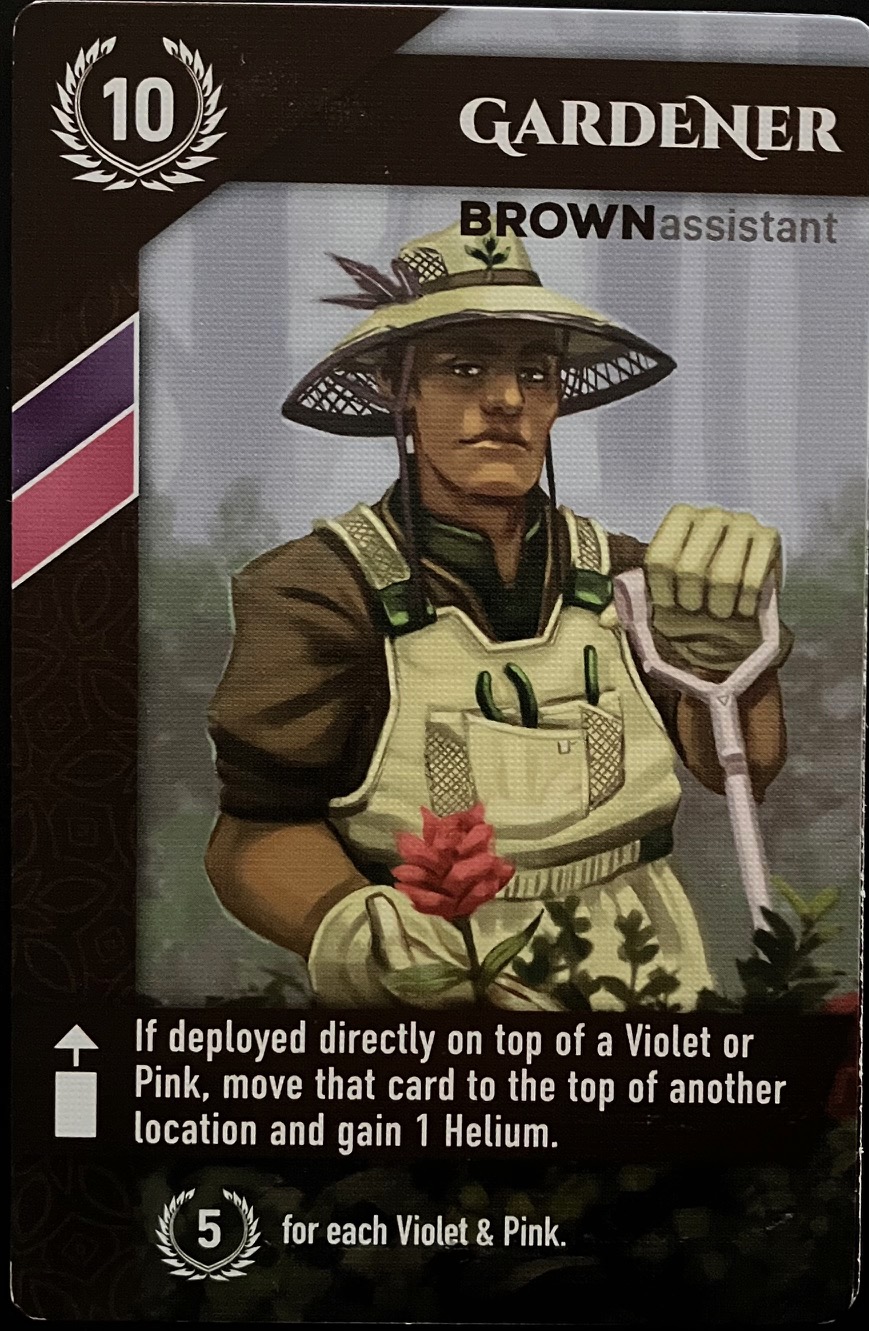 10
GARDENER
BROWNassistant
If deployed directly on top of a Violet or
Pink, move that card to the top of another
location and gain 1 Helium.
5 for each Violet & Pink.